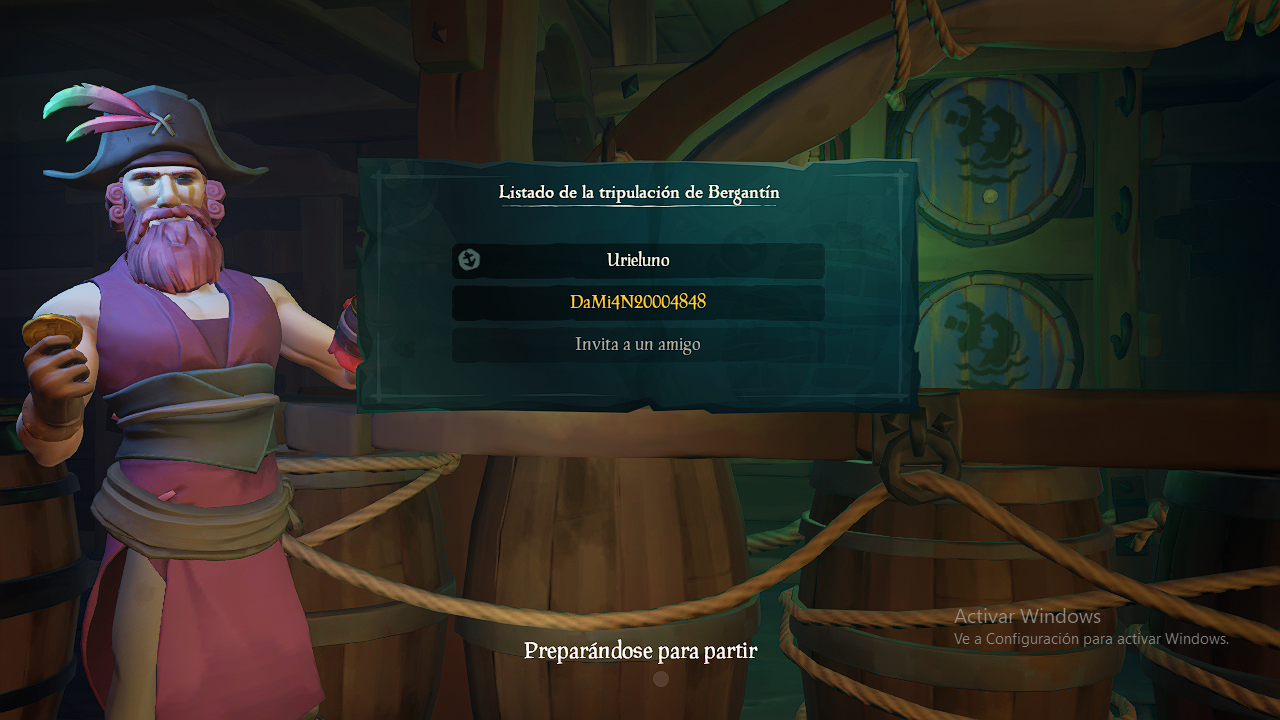 Listado de la tripulación de Bergantín
Urieluno
DaMi4N20004848
Invita a un amigo
Preparándose para partir
Activar Windows
Ve a Configuración para activar Windows.